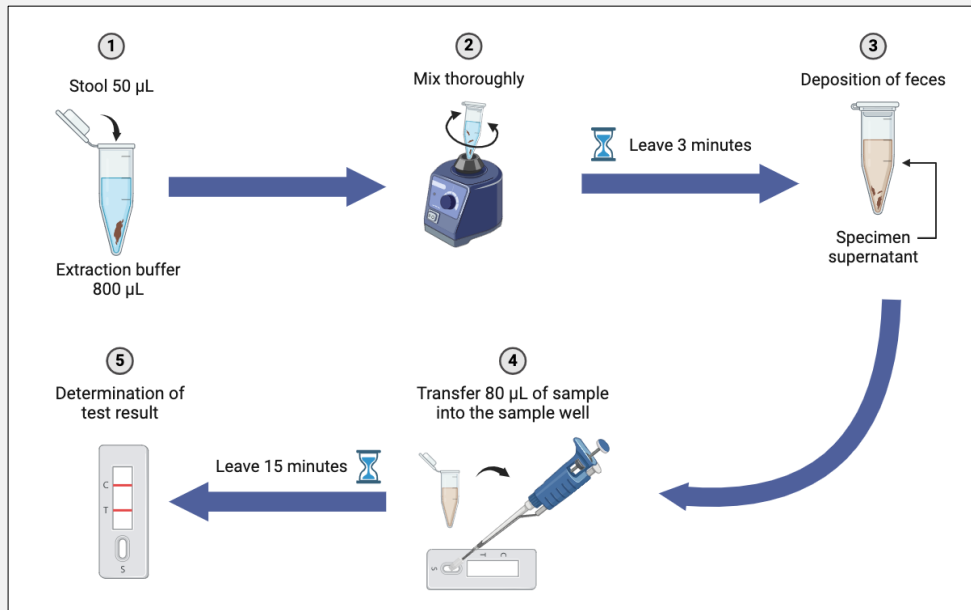 1
Stool 50 µL
Extraction buffer
800 µL
2
Mix thoroughly
Leave 3 minutes
3
Deposition of feces
Specimen
supernatant
4
Transfer 80 µL of sample
into the sample well
S
T
C
Leave 15 minutes
5
Determination of
test result
C
T
S